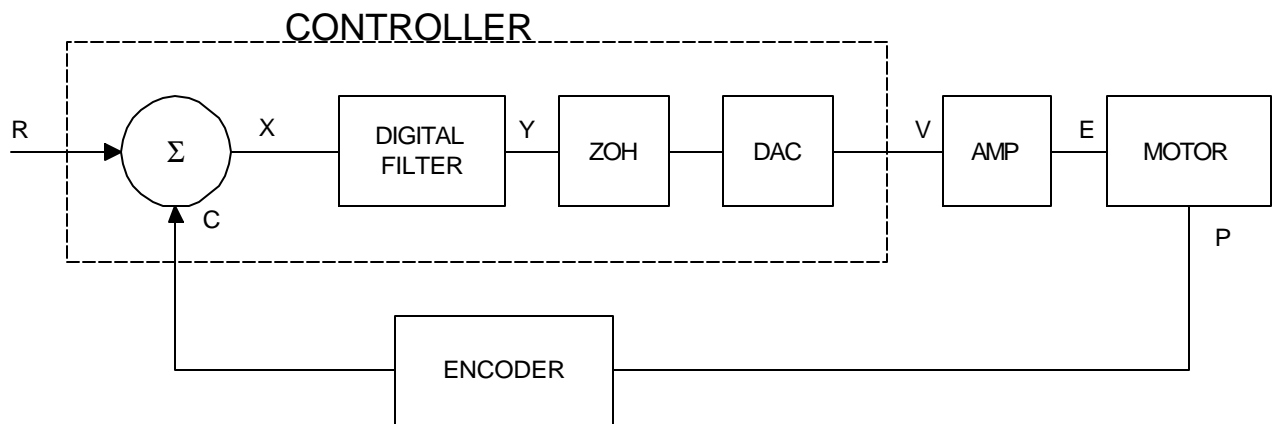 CONTROLLER
R
Σ
X
DIGITAL
FILTER
Y
ZOH
DAC
V
AMP
E
MOTOR
C
P
ENCODER